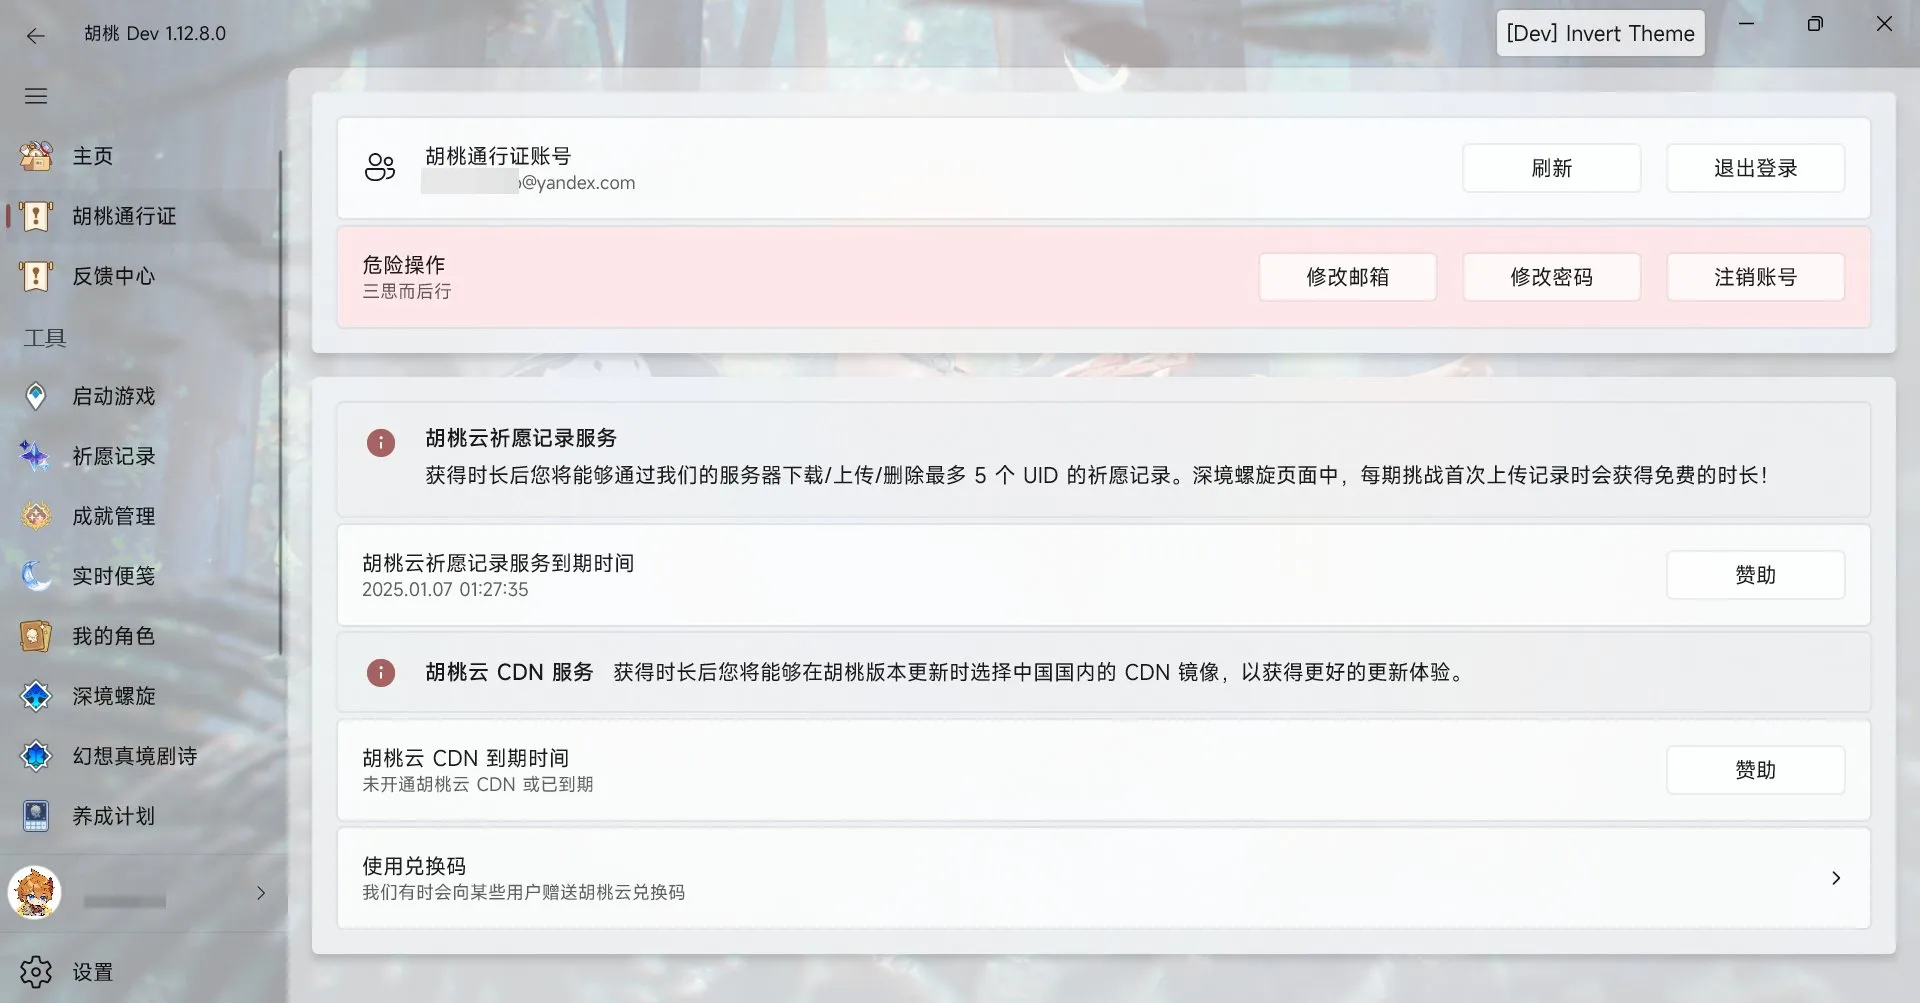 胡桃 Dev 1.12.8.0
[Dev] Invert Theme
主页
胡桃通行证
反馈中心
工具
启动游戏
祈愿记录
成就管理
实时便笺
我的角色
深境螺旋
幻想真境剧诗
养成计划
设置
胡桃通行证账号
@yandex.com
刷新
退出登录
危险操作
三思而后行
修改邮箱
修改密码
注销账号
胡桃云祈愿记录服务
获得时长后您将能够通过我们的服务器下载/上传/删除最多 5 个 UID 的祈愿记录。深境螺旋页面中，每期挑战首次上传记录时会获得免费的时长！
胡桃云祈愿记录服务到期时间
2025.01.07 01:27:35
赞助
胡桃云 CDN 服务 获得时长后您将能够在胡桃版本更新时选择中国国内的 CDN 镜像，以获得更好的更新体验。
胡桃云 CDN 到期时间
未开通胡桃云 CDN 或已到期
赞助
使用兑换码
我们有时会向某些用户赠送胡桃云兑换码